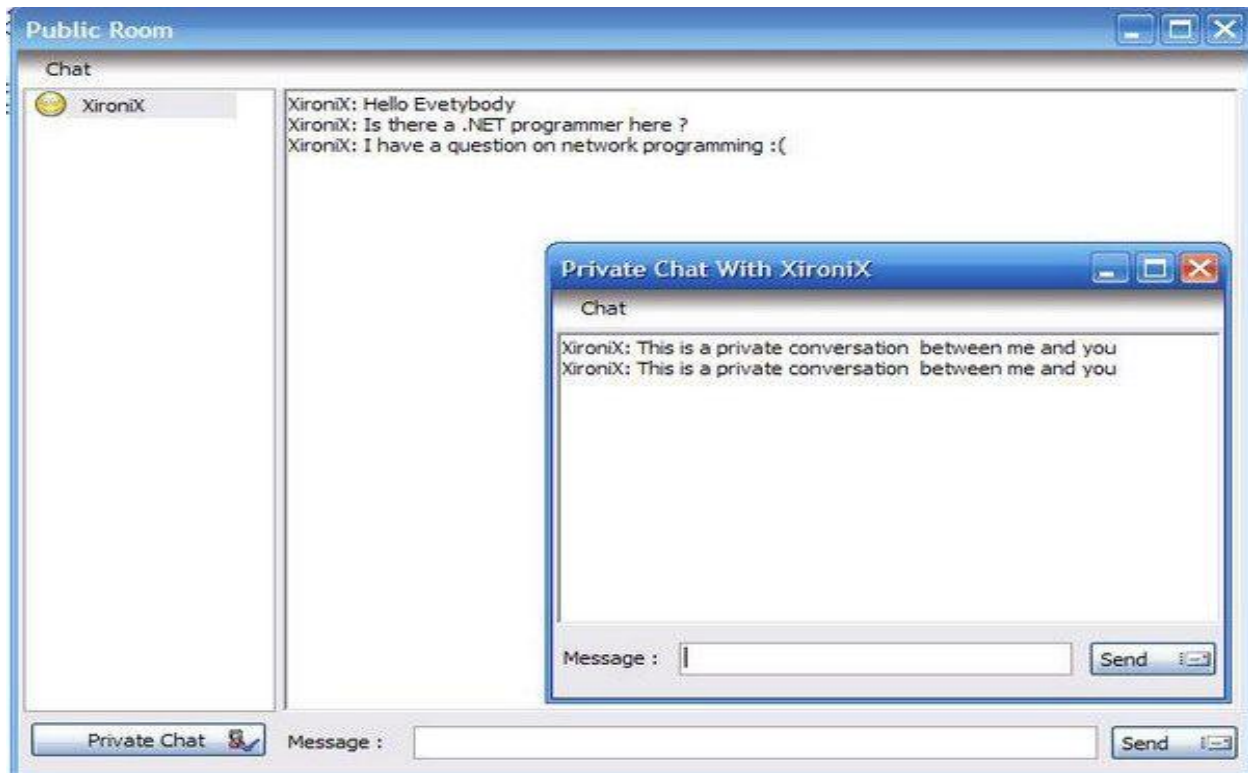 Public Room
Chat
XironiX
XironiX: Hello Evetybody
XironiX: Is there a .NET programmer here ?
XironiX: I have a question on network programming :(
Private Chat With XironiX
Chat
XironiX: This is a private conversation  between me and you
XironiX: This is a private conversation  between me and you
Message :
Send
Private Chat
Message :
Send